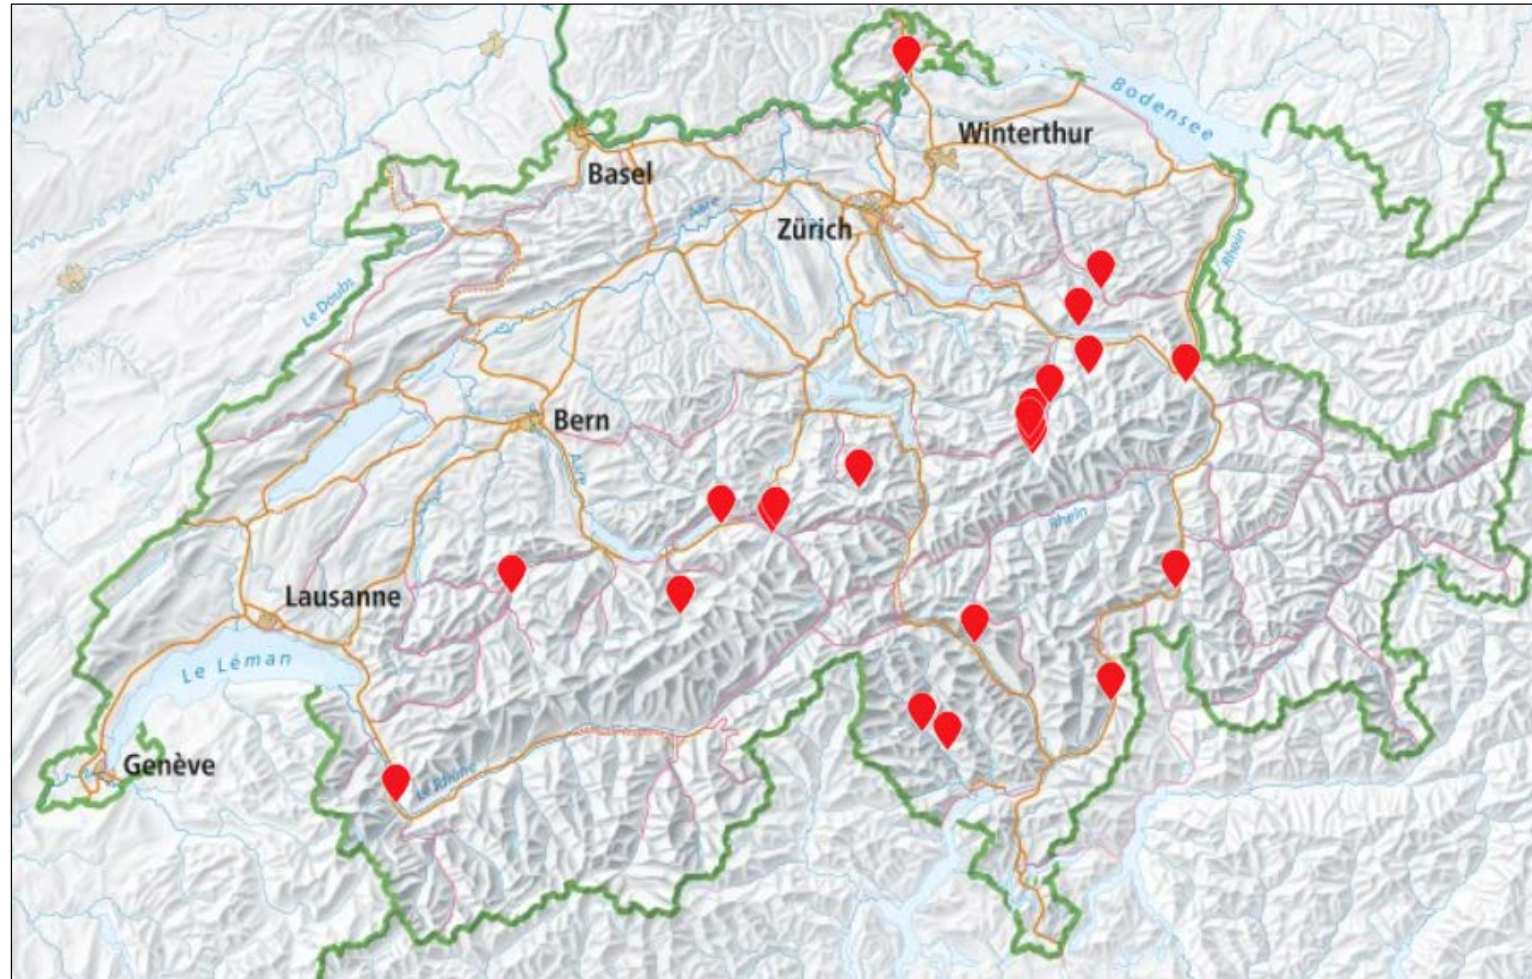 Bodensee
Winterthur
Basel
Aare
Zürich
Rhein
Le Doubs
Bern
Aare
Rhein
Lausanne
Le Léman
Genève
Le Rhône